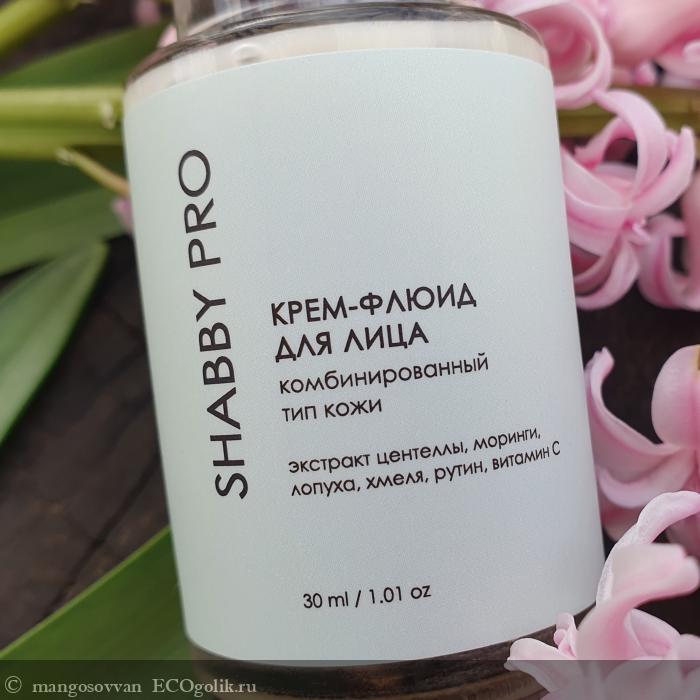 SHABBY PRO
КРЕМ-ФЛЮИД
ДЛЯ ЛИЦА
комбинированный
тип кожи
экстракт центеллы, моринги,
лопуха, хмеля, рутин, витамин С
30 ml / 1.01 oz
© mangosovvan ECOgolik.ru